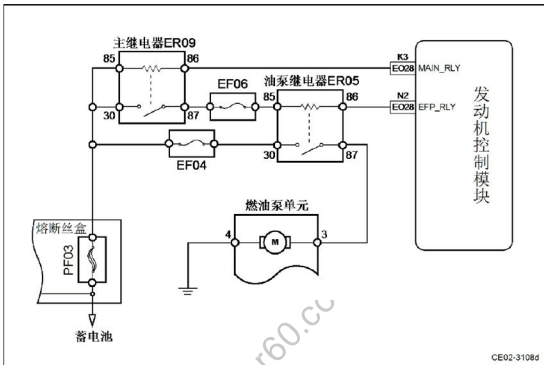 主继电器ER09
85
86
K3
EO28
MAIN_RLY
EF06
油泵继电器ER05
30
87
85
86
N2
EO28
EFP_RLY
发动机控制模块
EF04
30
87
燃油泵单元
4
M
3
熔断丝盒
PF03
蓄电池
r60.co
CE02-3108d